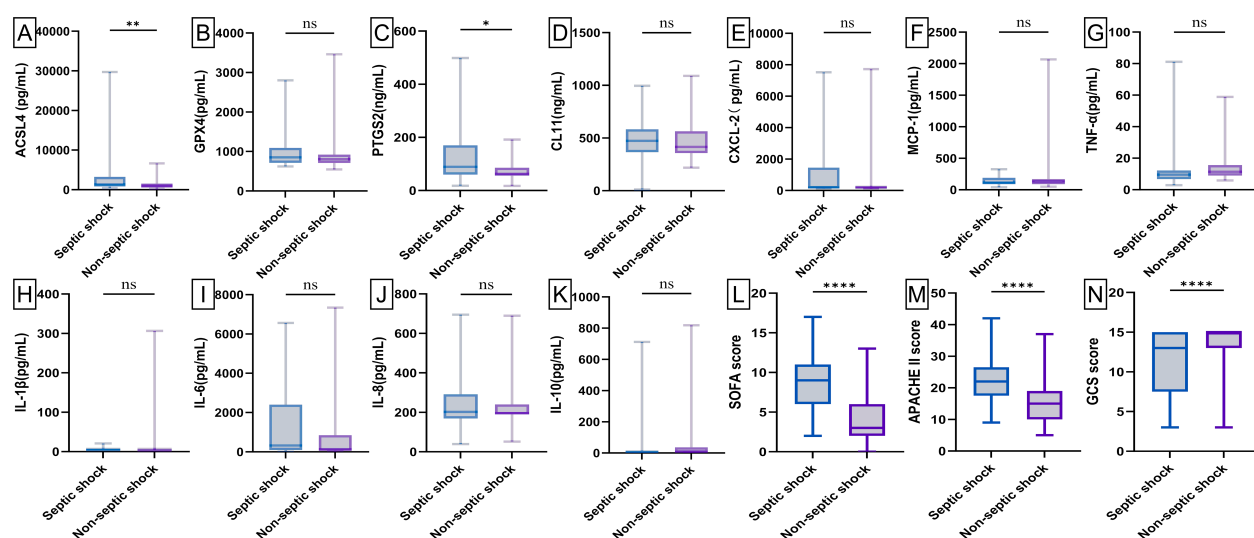 A
**
ACSL4 (pg/mL)
40000
30000
20000
10000
0
Septic shock
Non-septic shock
B
ns
GPX4(pg/mL)
4000
3000
2000
1000
0
Septic shock
Non-septic shock
C
*
PTGS2(ng/mL)
600
400
200
0
Septic shock
Non-septic shock
D
ns
CL11(ng/mL)
1500
1000
500
0
Septic shock
Non-septic shock
E
ns
CXCL-2( pg/mL)
10000
8000
6000
4000
2000
0
Septic shock
Non-septic shock
F
ns
MCP-1(pg/mL)
2500
2000
1500
1000
500
0
Septic shock
Non-septic shock
G
ns
TNF-α(pg/mL)
100
80
60
40
20
0
Septic shock
Non-septic shock
H
ns
IL-1β(pg/mL)
400
300
200
100
0
Septic shock
Non-septic shock
I
ns
IL-6(pg/mL)
8000
6000
4000
2000
0
Septic shock
Non-septic shock
J
ns
IL-8(pg/mL)
800
600
400
200
0
Septic shock
Non-septic shock
K
ns
IL-10(pg/mL)
1000
800
600
400
200
0
Septic shock
Non-septic shock
L
****
SOFA score
20
15
10
5
0
Septic shock
Non-septic shock
M
****
APACHE II score
50
40
30
20
10
0
Septic shock
Non-septic shock
N
****
GCS score
20
15
10
5
0
Septic shock
Non-septic shock